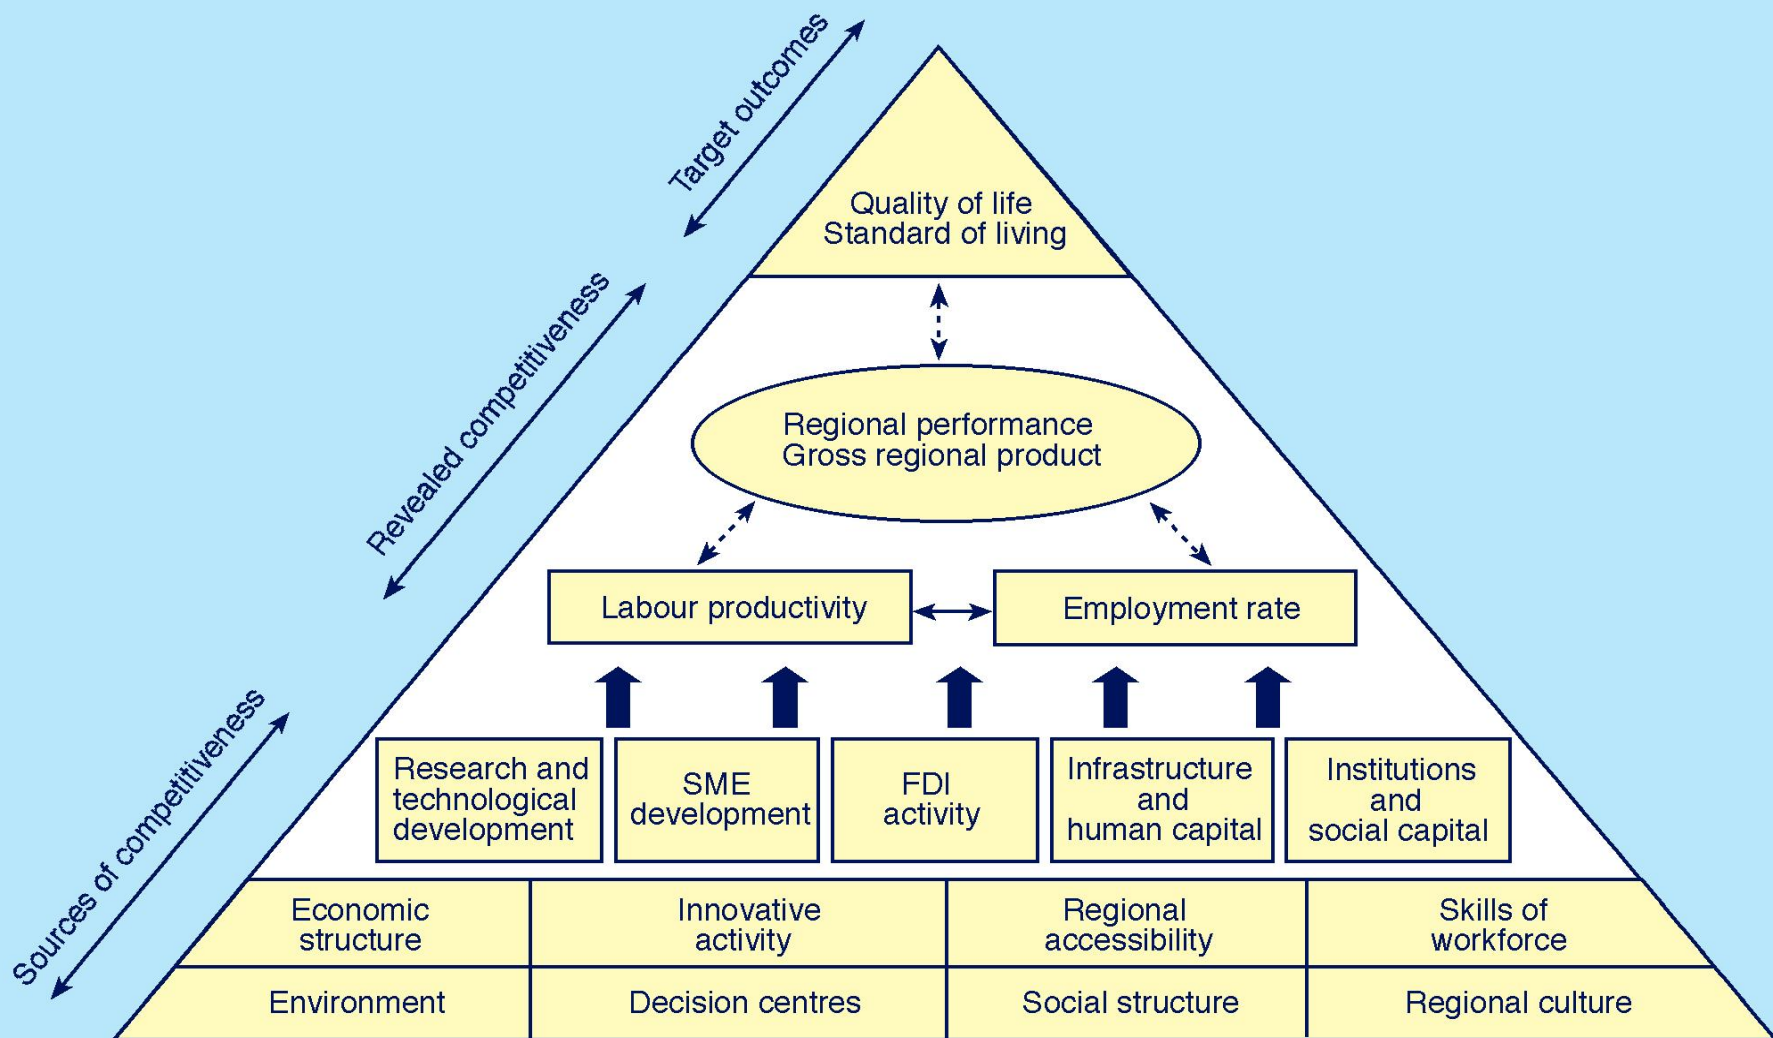 Target outcomes
Quality of life
Standard of living
Revealed competitiveness
Regional performance
Gross regional product
Labour productivity
Employment rate
Sources of competitiveness
Research and
technological
development
SME
development
FDI
activity
Infrastructure
and
human capital
Institutions
and
social capital
Economic
structure
Innovative
activity
Regional
accessibility
Skills of
workforce
Environment
Decision centres
Social structure
Regional culture